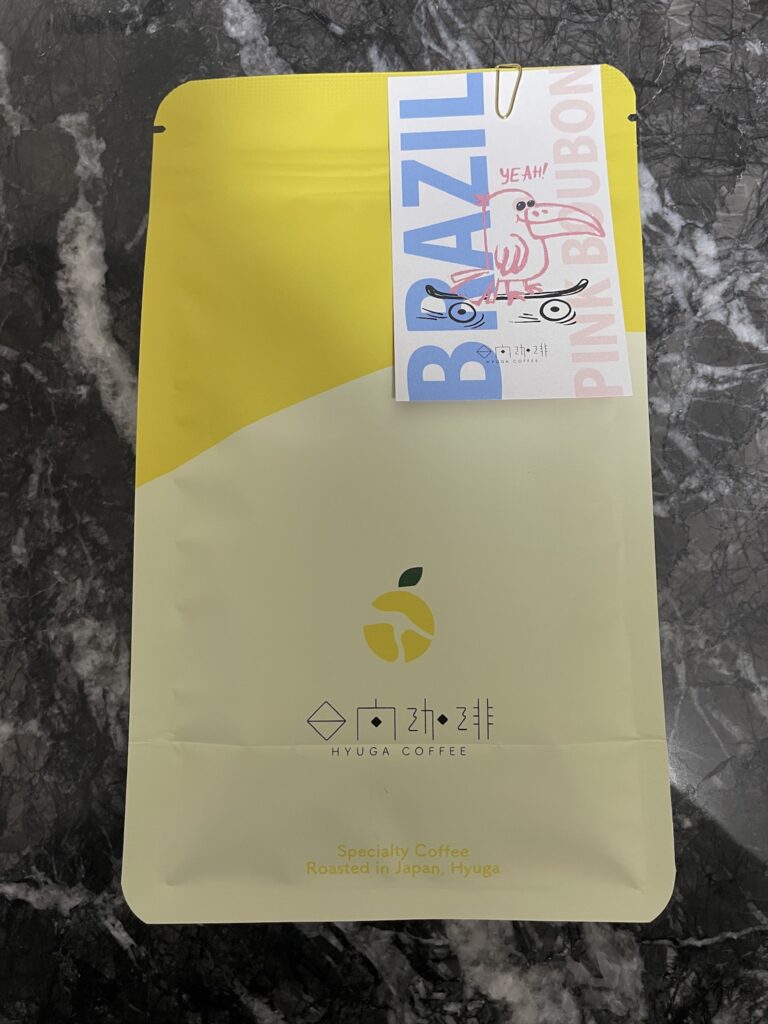 BRAZIL
PINK BOUBON
YEAH!
日向珈琲
HYUGA COFFEE
日向珈琲
HYUGA COFFEE
Specialty Coffee
Roasted in Japan, Hyuga